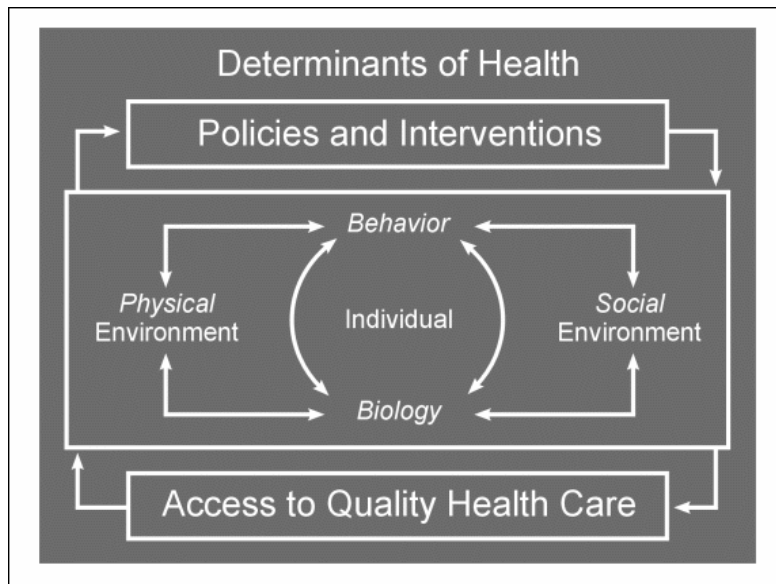 Determinants of Health
Policies and Interventions
Behavior
Physical
Environment
Individual
Social
Environment
Biology
Access to Quality Health Care